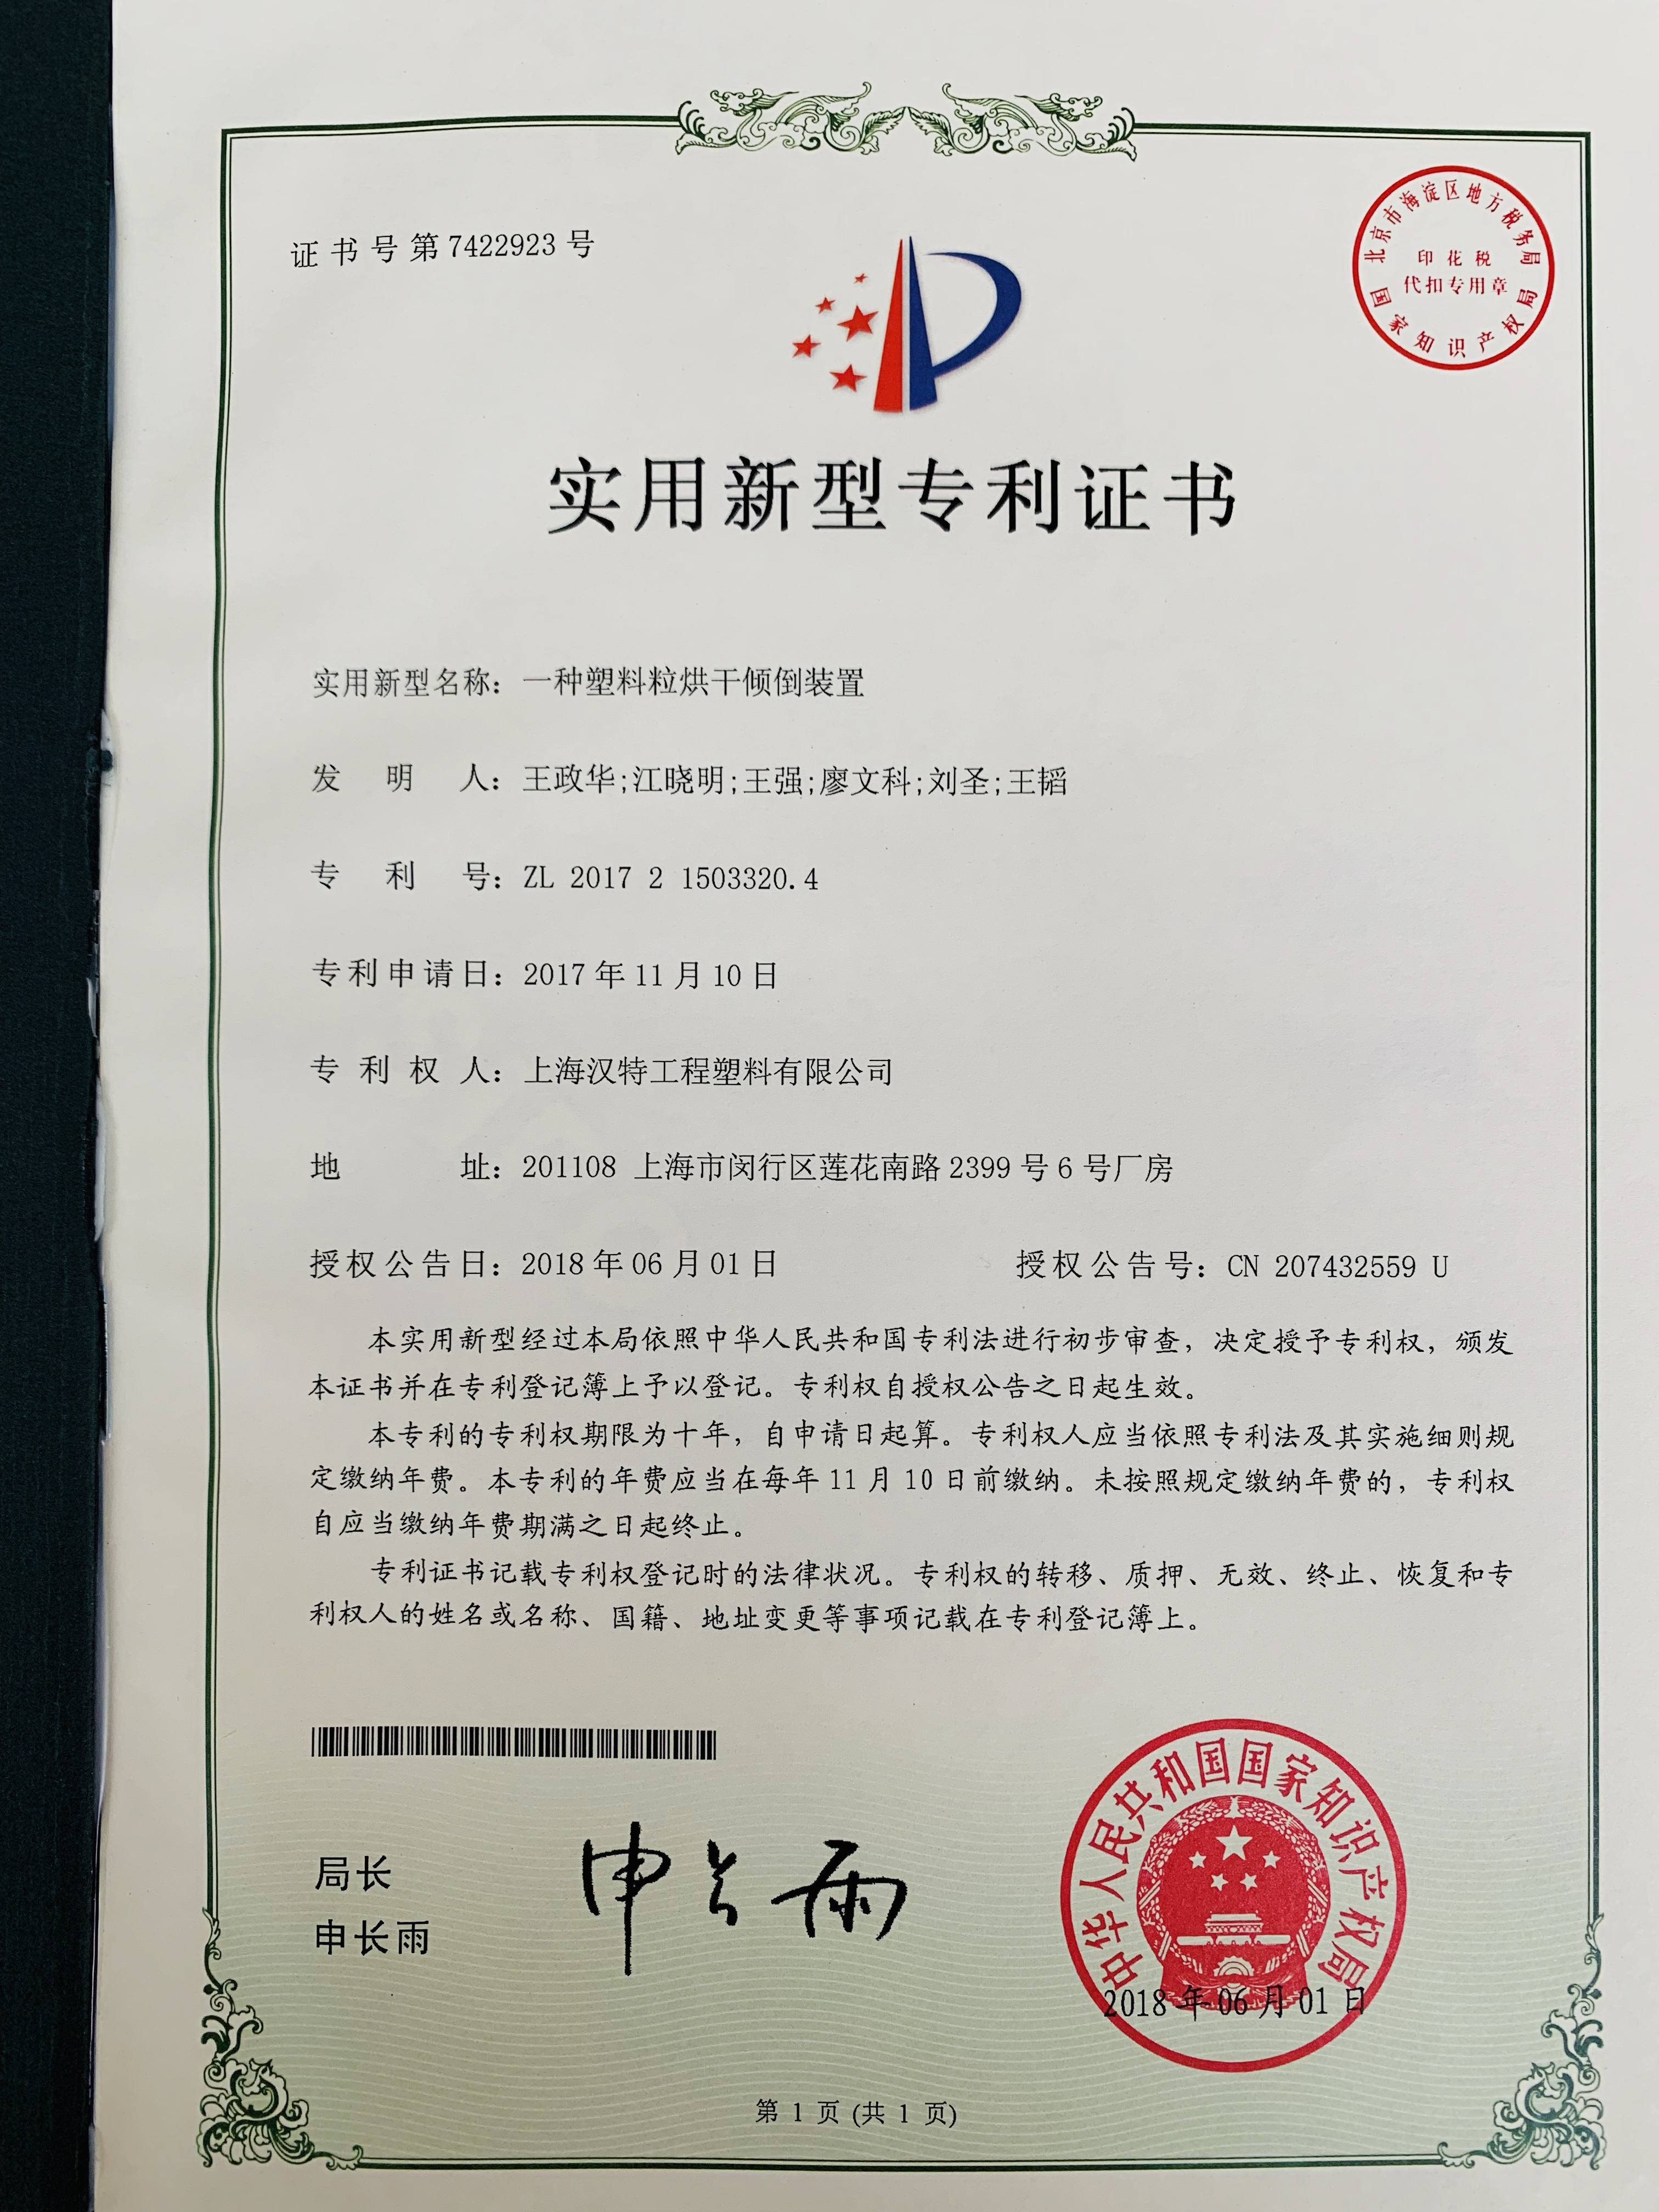 证书号第7422923号
北京市海淀区地方税务局
印花税
代扣专用章
国家知识产权局
实用新型专利证书
实用新型名称：一种塑料粒烘干倾倒装置
发明人：王政华;江晓明;王强;廖文科;刘圣;王韬
专利号：ZL 2017 2 1503320.4
专利申请日：2017年11月10日
专利权人：上海汉特工程塑料有限公司
地址：201108 上海市闵行区莲花南路2399号6号厂房
授权公告日：2018年06月01日 授权公告号：CN 207432559 U
本实用新型经过本局依照中华人民共和国专利法进行初步审查，决定授予专利权，颁发
本证书并在专利登记簿上予以登记。专利权自授权公告之日起生效。
本专利的专利权期限为十年，自申请日起算。专利权人应当依照专利法及其实施细则规
定缴纳年费。本专利的年费应当在每年11月10日前缴纳。未按照规定缴纳年费的，专利权
自应当缴纳年费期满之日起终止。
专利证书记载专利权登记时的法律状况。专利权的转移、质押、无效、终止、恢复和专
利权人的姓名或名称、国籍、地址变更等事项记载在专利登记簿上。
局长
申长雨
申长雨
中华人民共和国国家知识产权局
2018年06月01日
第 1 页 (共 1 页)